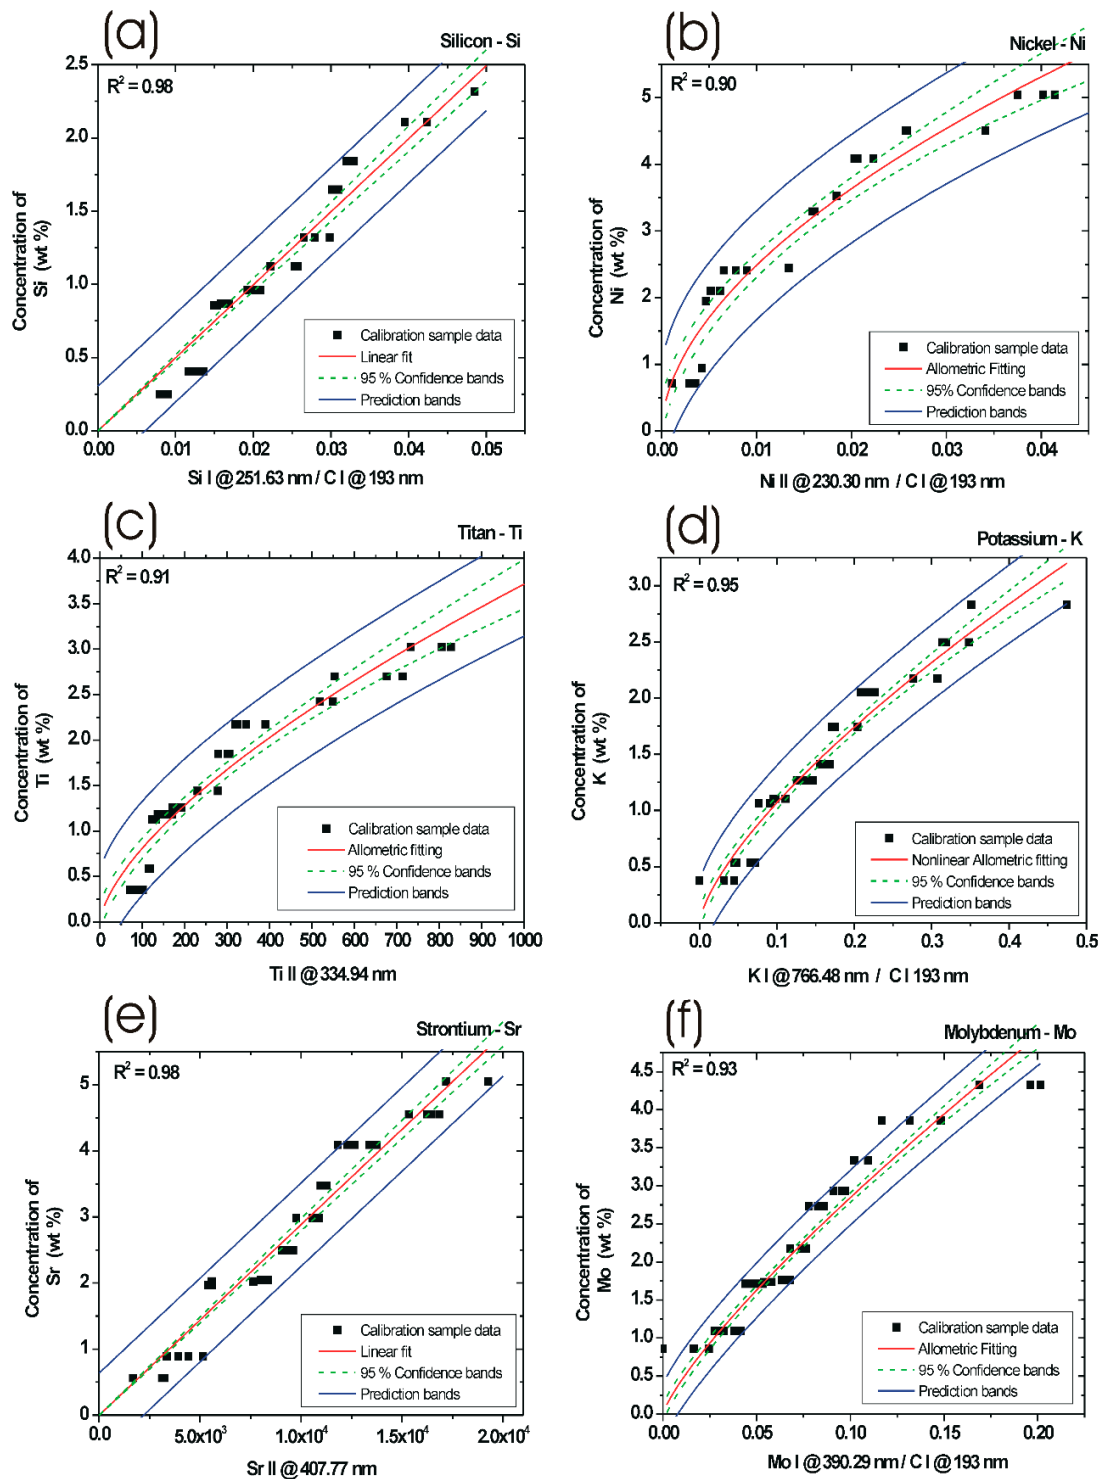 (a)
Silicon - Si
R² = 0.98
2.5
2.0
1.5
1.0
0.5
0.0
Concentration of
Si (wt %)
Calibration sample data
Linear fit
95 % Confidence bands
Prediction bands
0.00 0.01 0.02 0.03 0.04 0.05
Si I @ 251.63 nm / C I @ 193 nm
(b)
Nickel - Ni
R² = 0.90
5
4
3
2
1
0
Concentration of
Ni (wt %)
Calibration sample data
Allometric Fitting
95% Confidence bands
Prediction bands
0.00 0.01 0.02 0.03 0.04
Ni II @ 230.30 nm / C I @ 193 nm
(c)
Titan - Ti
R² = 0.91
4.0
3.5
3.0
2.5
2.0
1.5
1.0
0.5
0.0
Concentration of
Ti (wt %)
Calibration sample data
Allometric fitting
95 % Confidence bands
Prediction bands
0 100 200 300 400 500 600 700 800 900 1000
Ti II @ 334.94 nm
(d)
Potassium - K
R² = 0.95
3.0
2.5
2.0
1.5
1.0
0.5
0.0
Concentration of
K (wt %)
Calibration sample data
Nonlinear Allometric fitting
95 % Confidence bands
Prediction bands
0.0 0.1 0.2 0.3 0.4 0.5
K I @ 766.48 nm / C I 193 nm
(e)
Strontium - Sr
R² = 0.98
5
4
3
2
1
0
Concentration of
Sr (wt %)
Calibration sample data
Linear fit
95 % Confidence bands
Prediction bands
0.0 5.0x10³ 1.0x10⁴ 1.5x10⁴ 2.0x10⁴
Sr II @ 407.77 nm
(f)
Molybdenum - Mo
R² = 0.93
4.5
4.0
3.5
3.0
2.5
2.0
1.5
1.0
0.5
0.0
Concentration of
Mo (wt %)
Calibration sample data
Allometric Fitting
95 % Confidence bands
Prediction bands
0.00 0.05 0.10 0.15 0.20
Mo I @ 390.29 nm / C I @ 193 nm